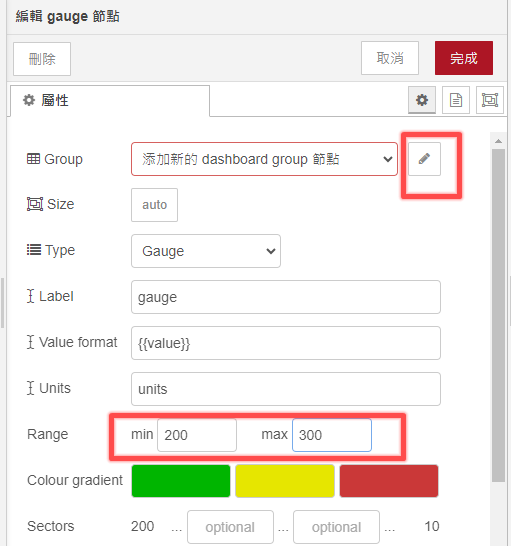 編輯 gauge 節點
刪除 取消 完成
屬性
Group 添加新的 dashboard group 節點
Size auto
Type Gauge
Label gauge
Value format {{value}}
Units units
Range min 200 max 300
Colour gradient
Sectors 200 ... optional ... optional ... 10